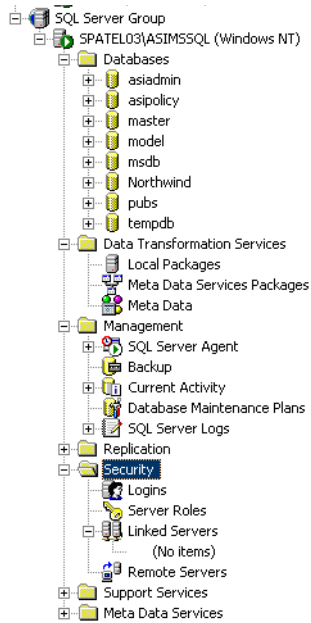 SQL Server Group
SPATEL03\ASIMSSQL (Windows NT)
Databases
asiadmin
asipolicy
master
model
msdb
Northwind
pubs
tempdb
Data Transformation Services
Local Packages
Meta Data Services Packages
Meta Data
Management
SQL Server Agent
Backup
Current Activity
Database Maintenance Plans
SQL Server Logs
Replication
Security
Logins
Server Roles
Linked Servers
(No items)
Remote Servers
Support Services
Meta Data Services